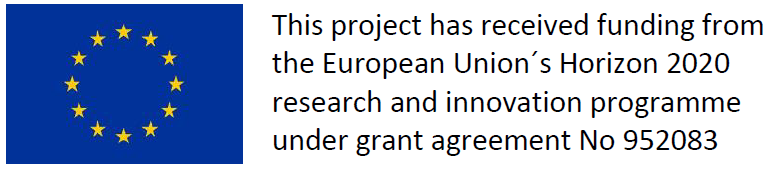 This project has received funding from
the European Union´s Horizon 2020
research and innovation programme
under grant agreement No 952083